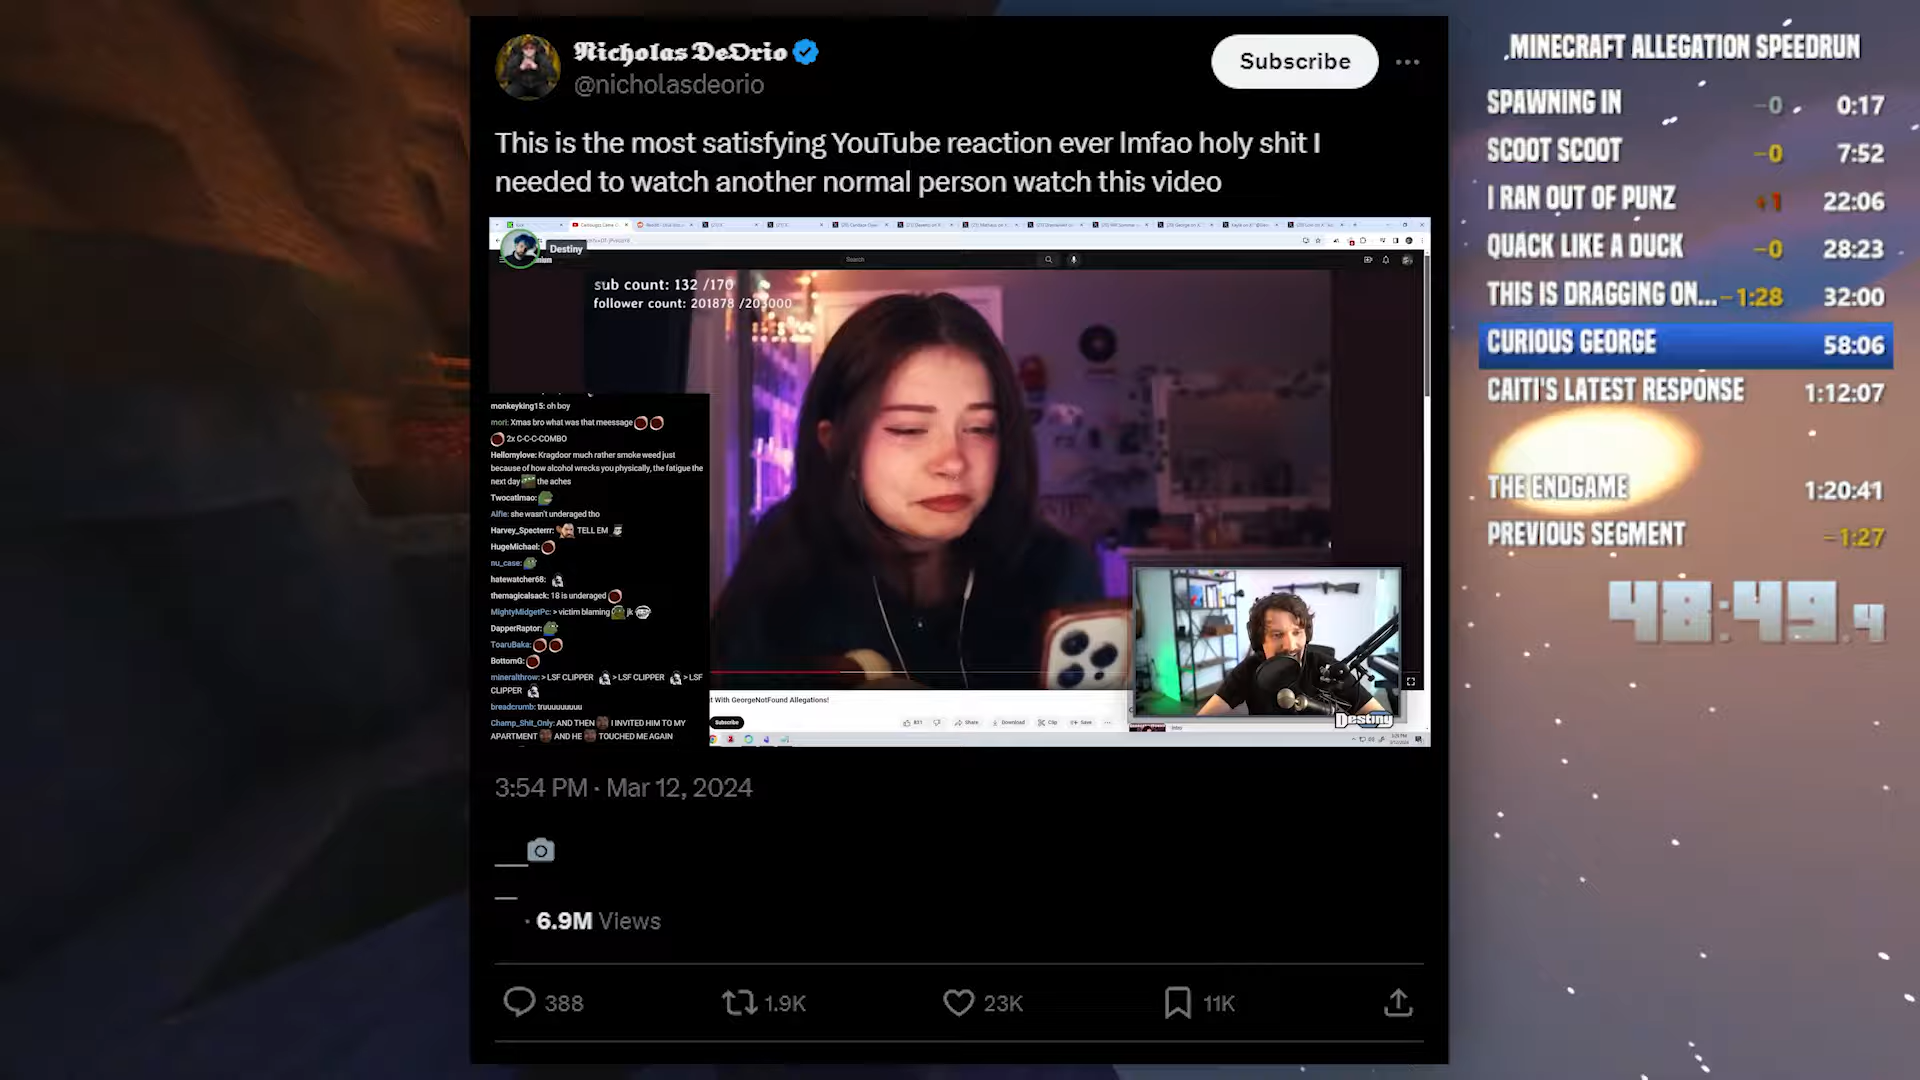 Nicholas DeOrio
@nicholasdeorio
Subscribe
This is the most satisfying YouTube reaction ever lmfao holy shit I
needed to watch another normal person watch this video
Destiny
Search
sub count: 132 /170
follower count: 201878 /203000
monkeyking15: oh boy
mori: Xmas bro what was that meessage
2x C-C-C-COMBO
Hellomylove: Kragdoor much rather smoke weed just
because of how alcohol wrecks you physically, the fatigue the
next day the aches
Twocatlmao:
Alfie: she wasn't underaged tho
Harvey_Specterrr: TELL EM
HugeMichael:
nu_case:
hatewatcher68:
themagicalsack: 18 is underaged
MightyMidgetPc: > victim blaming jk
DapperRaptor:
ToaruBaka:
BottomG:
mineralthrow: > LSF CLIPPER > LSF CLIPPER > LSF
CLIPPER
breadcrumb: truuuuuuuuu
Champ_Shit_Only: AND THEN I INVITED HIM TO MY
APARTMENT AND HE TOUCHED ME AGAIN
t With GeorgeNotFound Allegations!
Subscribe
831
Share
Download
Clip
Save
Destiny
3:54 PM · Mar 12, 2024
· 6.9M Views
388
1.9K
23K
11K
MINECRAFT ALLEGATION SPEEDRUN
SPAWNING IN -0 0:17
SCOOT SCOOT -0 7:52
I RAN OUT OF PUNZ +1 22:06
QUACK LIKE A DUCK -0 28:23
THIS IS DRAGGING ON... -1:28 32:00
CURIOUS GEORGE 58:06
CAITI'S LATEST RESPONSE 1:12:07
THE ENDGAME 1:20:41
PREVIOUS SEGMENT -1:27
48:49.4